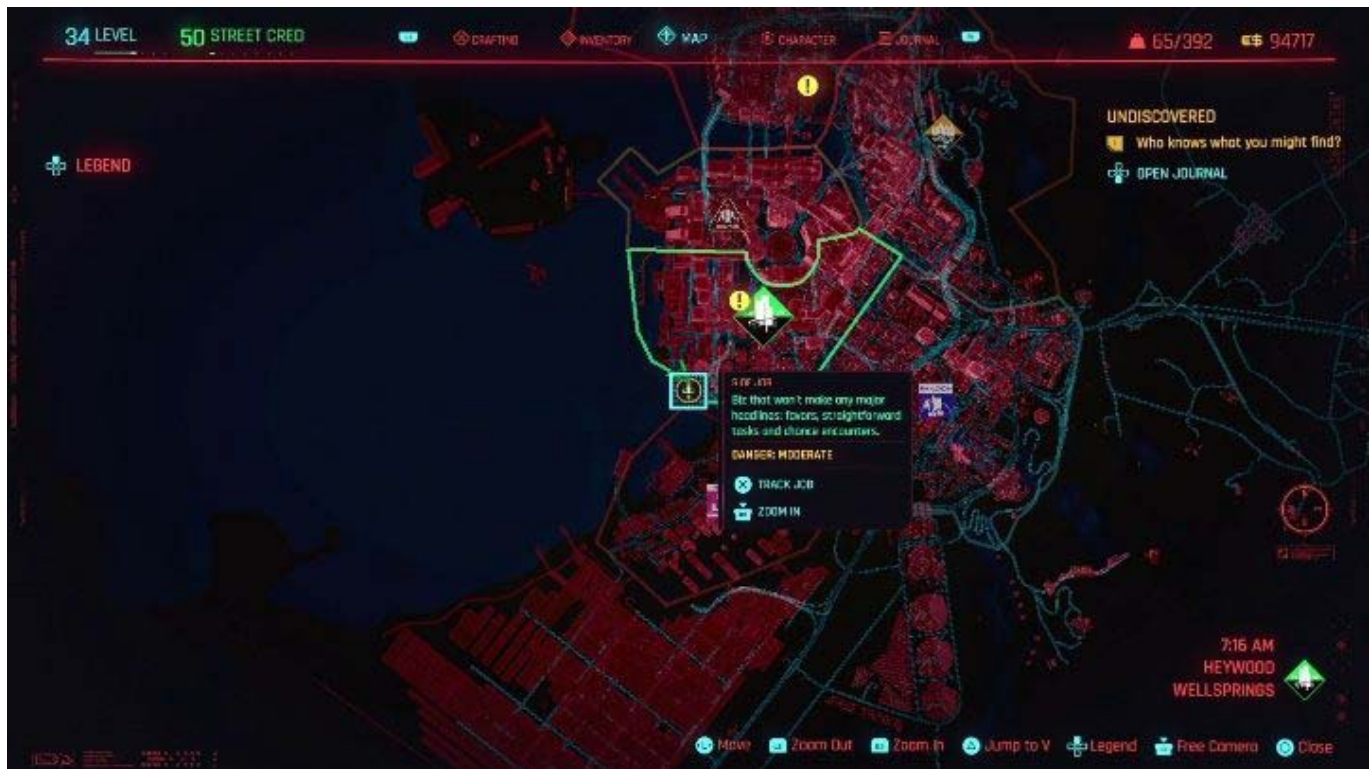 34 LEVEL
50 STREET CRED
CRAFTING
INVENTORY
MAP
CHARACTER
JOURNAL
65/392
€$ 94717
LEGEND
UNDISCOVERED
Who knows what you might find?
OPEN JOURNAL
SIDE JOB
Biz that won't make any major
headlines: favors, straightforward
tasks and chance encounters.
DANGER: MODERATE
TRACK JOB
ZOOM IN
7:16 AM
HEYWOOD
WELLSPRINGS
Move
Zoom Out
Zoom In
Jump to V
Legend
Free Camera
Close